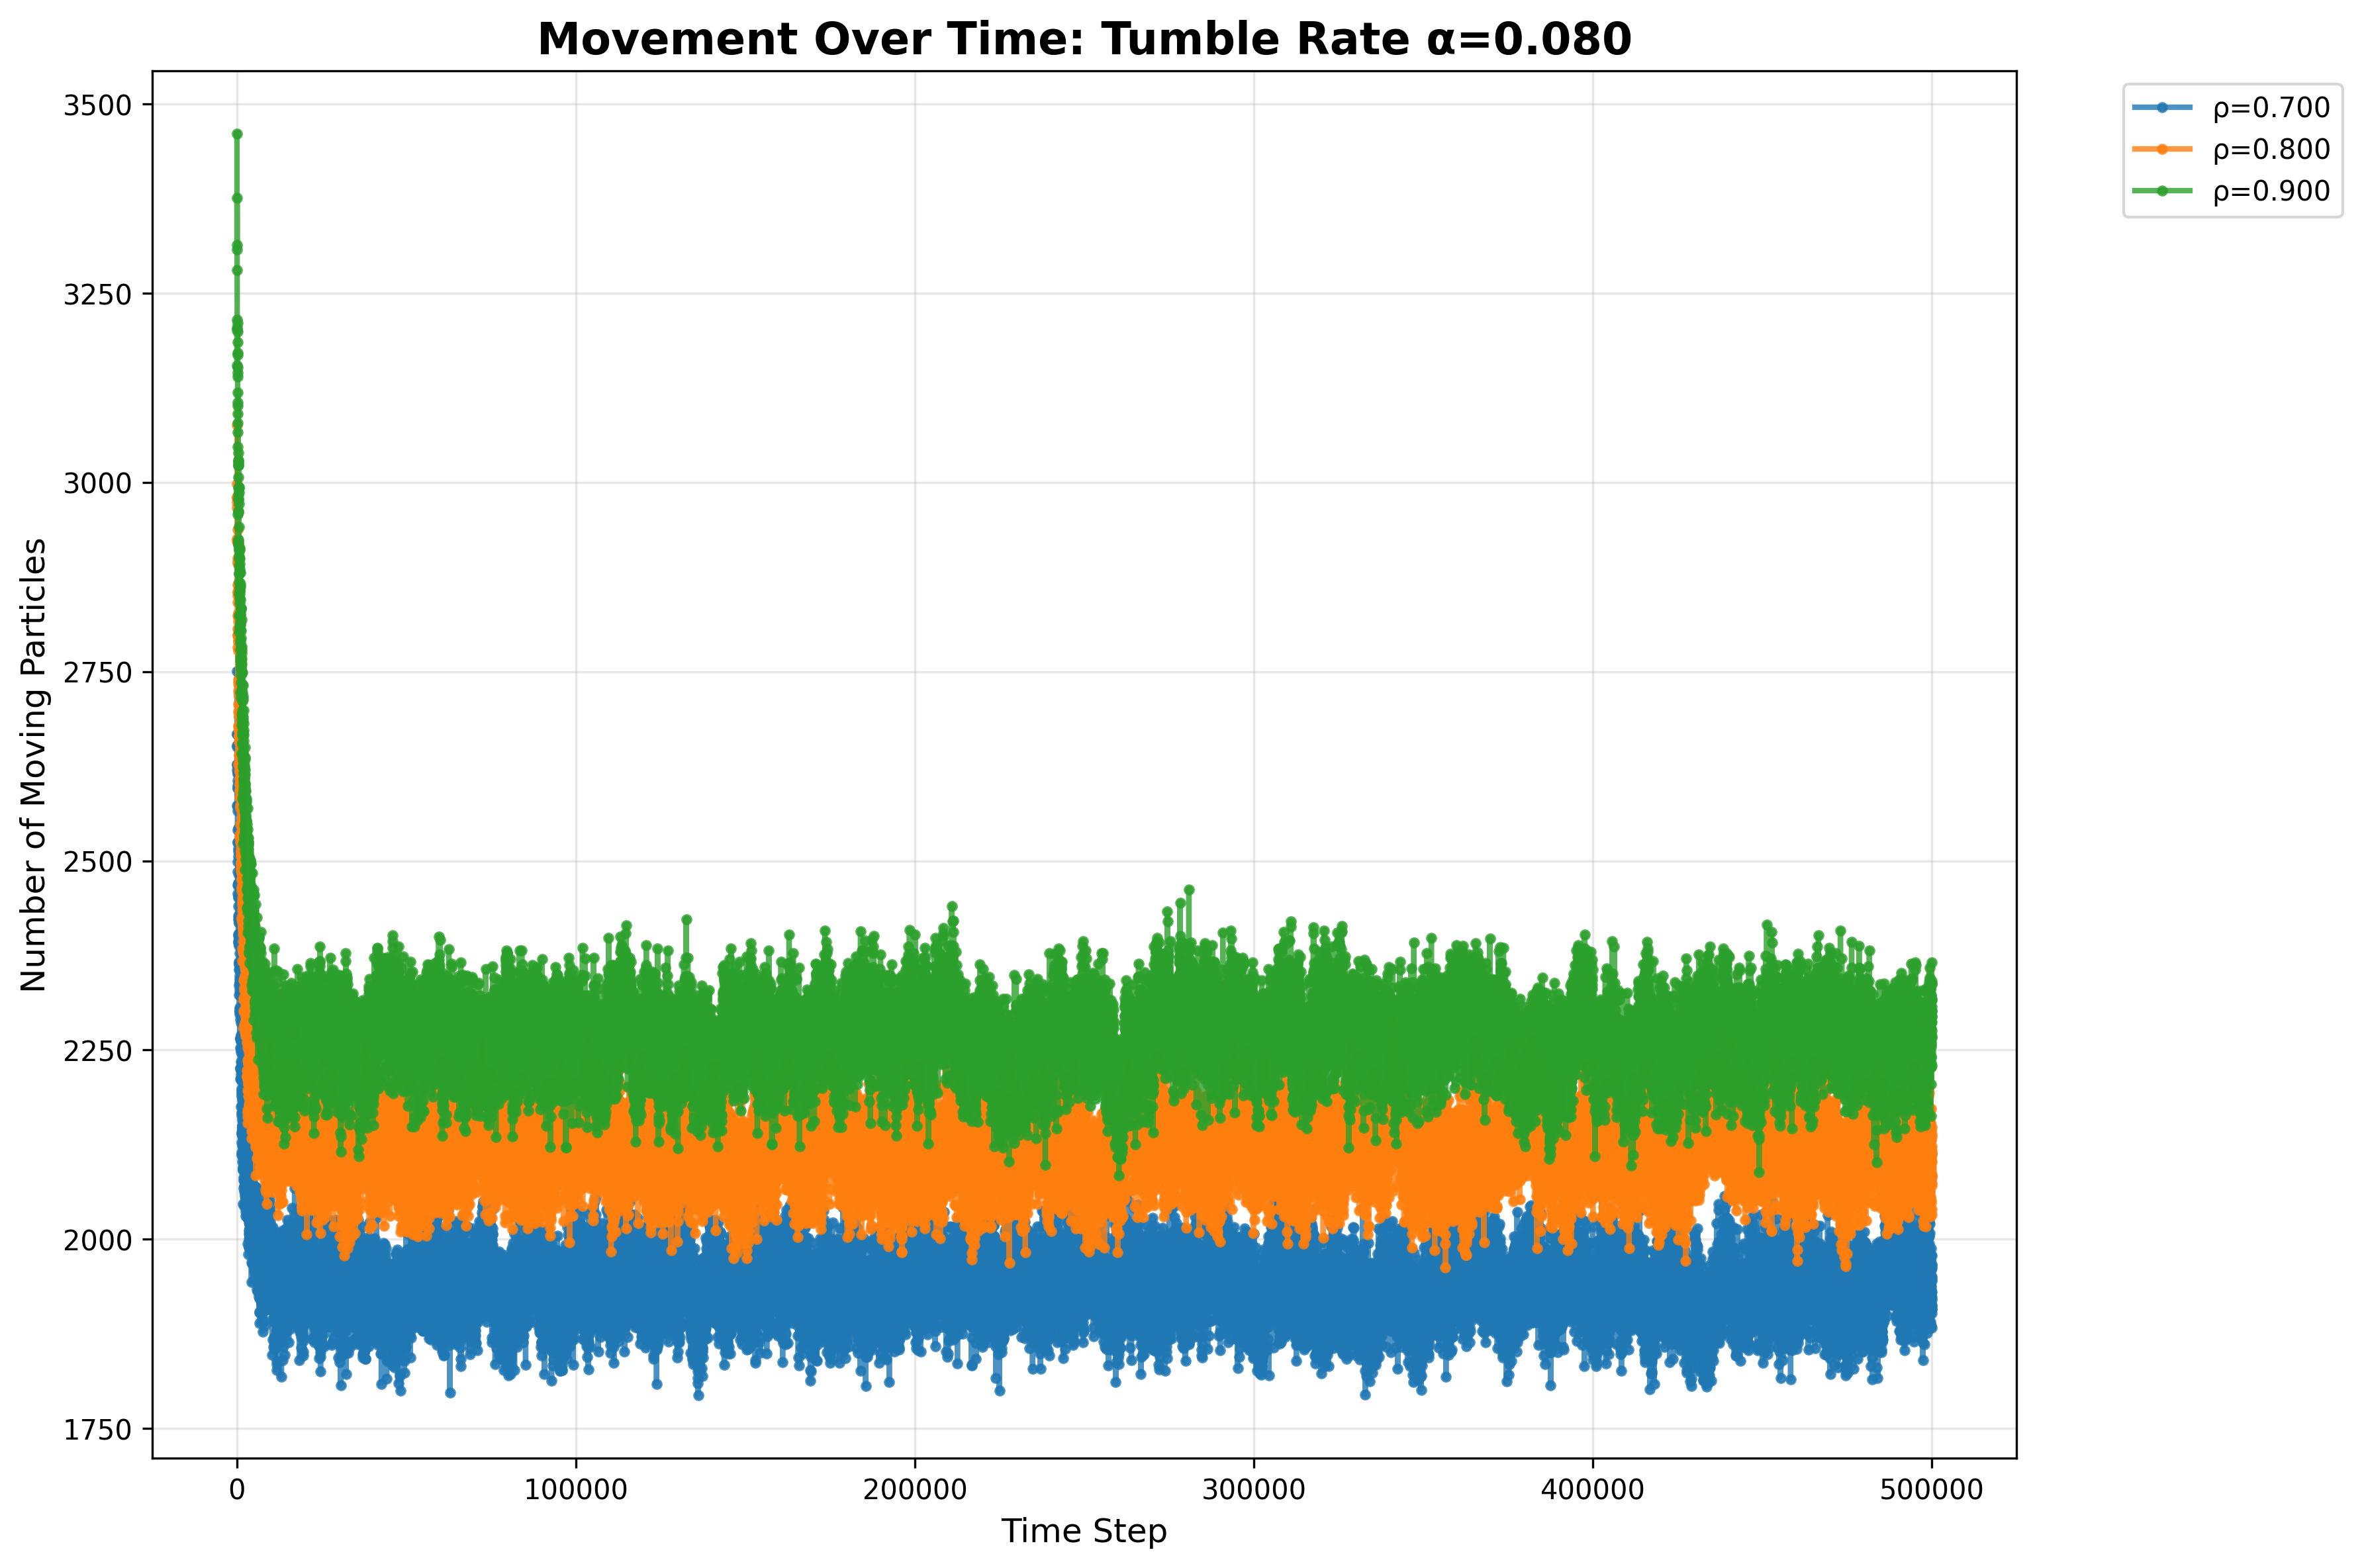 Movement Over Time: Tumble Rate α=0.080
ρ=0.700
ρ=0.800
ρ=0.900
Number of Moving Particles
3500
3250
3000
2750
2500
2250
2000
1750
0
100000
200000
300000
400000
500000
Time Step